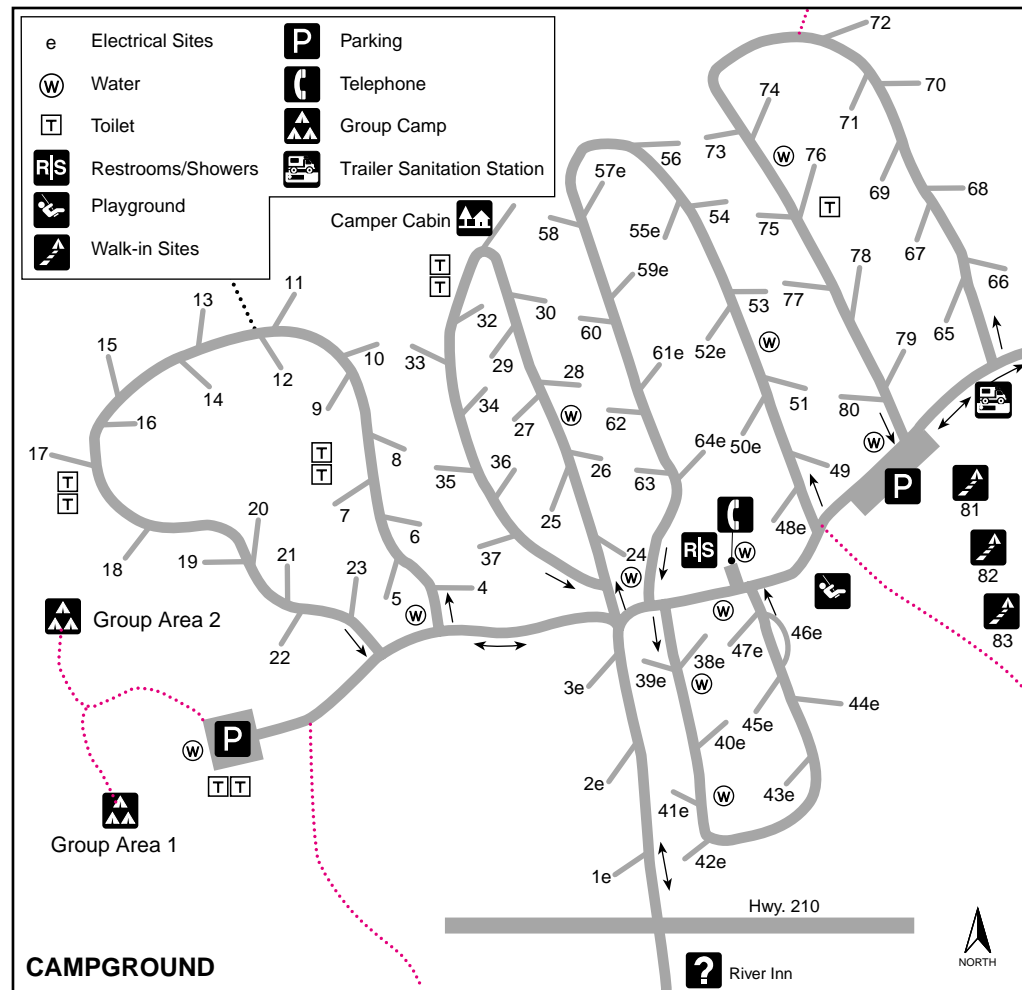 e Electrical Sites
W Water
T Toilet
R|S Restrooms/Showers
Playground
Walk-in Sites
P Parking
Telephone
Group Camp
Trailer Sanitation Station
72
74
70
71
73
76
56
57e
69
68
Camper Cabin
58
55e
54
75
T
W
67
78
66
59e
53
77
11
13
T
T
32
30
60
52e
W
65
79
15
10
33
29
61e
12
14
28
51
80
9
34
27
W
62
16
64e
50e
W
17
T
T
T
T
8
36
26
49
35
63
P
81
7
25
48e
20
6
18
19
21
23
37
24
R|S
W
82
5
4
W
W
W
83
Group Area 2
22
46e
47e
38e
39e
W
3e
44e
45e
P
W
40e
T T
2e
W
43e
41e
Group Area 1
42e
1e
Hwy. 210
NORTH
CAMPGROUND
? River Inn